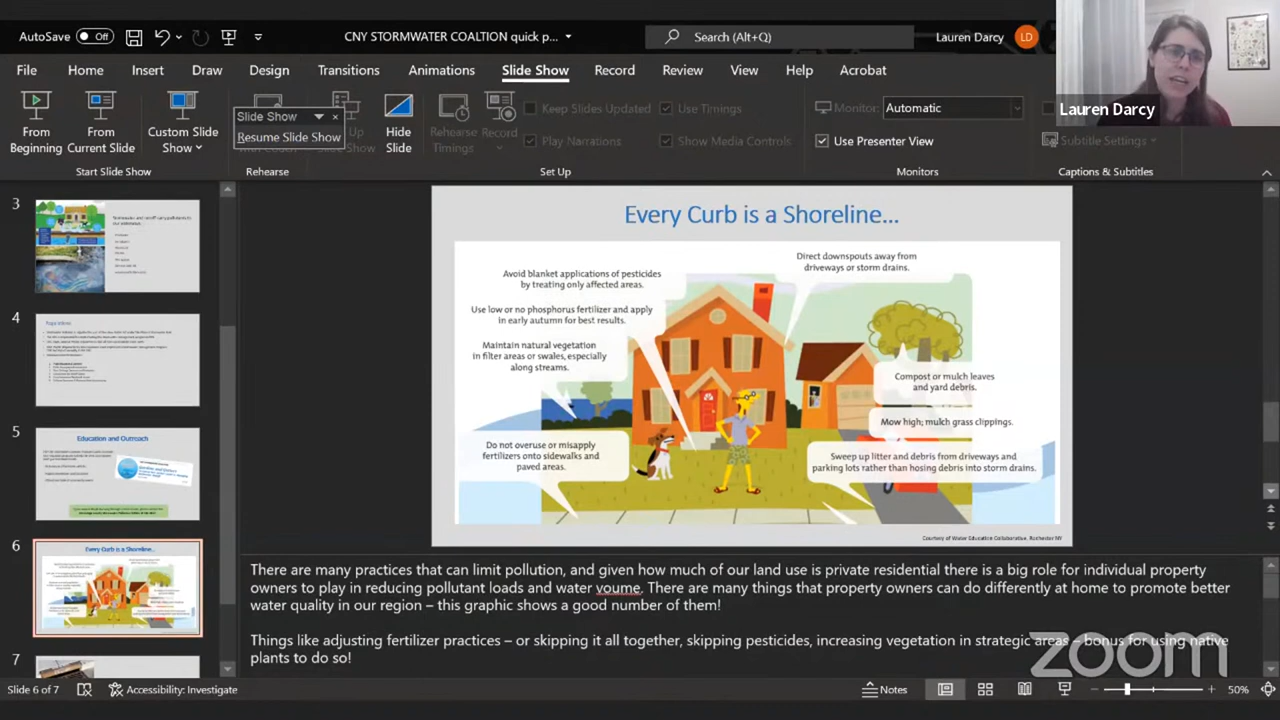 AutoSave Off
CNY STORMWATER COALTION quick p...
Search (Alt+Q)
Lauren Darcy LD
Lauren Darcy
File Home Insert Draw Design Transitions Animations Slide Show Record Review View Help Acrobat
From Beginning
From Current Slide
Custom Slide Show
Slide Show
Resume Slide Show
Hide Slide
Rehearse Timings
Record
Keep Slides Updated
Play Narrations
Use Timings
Show Media Controls
Monitor: Automatic
Use Presenter View
Subtitle Settings
Start Slide Show
Rehearse
Set Up
Monitors
Captions & Subtitles
3
4
5
Education and Outreach
6
Every Curb is a Shoreline...
7
Every Curb is a Shoreline...
Avoid blanket applications of pesticides
by treating only affected areas.
Direct downspouts away from
driveways or storm drains.
Use low or no phosphorus fertilizer and apply
in early autumn for best results.
Maintain natural vegetation
in filter areas or swales, especially
along streams.
Compost or mulch leaves
and yard debris.
Mow high; mulch grass clippings.
Do not overuse or misapply
fertilizers onto sidewalks and
paved areas.
Sweep up litter and debris from driveways and
parking lots rather than hosing debris into storm drains.
Courtesy of Water Education Collaborative, Rochester NY
There are many practices that can limit pollution, and given how much of our land use is private residential there is a big role for individual property
owners to play in reducing pollutant load and water volume. There are many things that property owners can do differently at home to promote better
water quality in our region – this graphic shows a good number of them!
Things like adjusting fertilizer practices – or skipping it all together, skipping pesticides, increasing vegetation in strategic areas – bonus for using native
plants to do so!
zoom
Slide 6 of 7
Accessibility: Investigate
Notes
50%